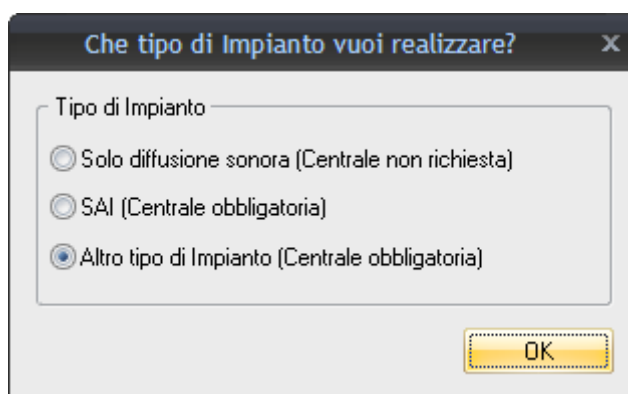 Che tipo di Impianto vuoi realizzare?
Tipo di Impianto
Solo diffusione sonora (Centrale non richiesta)
SAI (Centrale obbligatoria)
Altro tipo di Impianto (Centrale obbligatoria)
OK